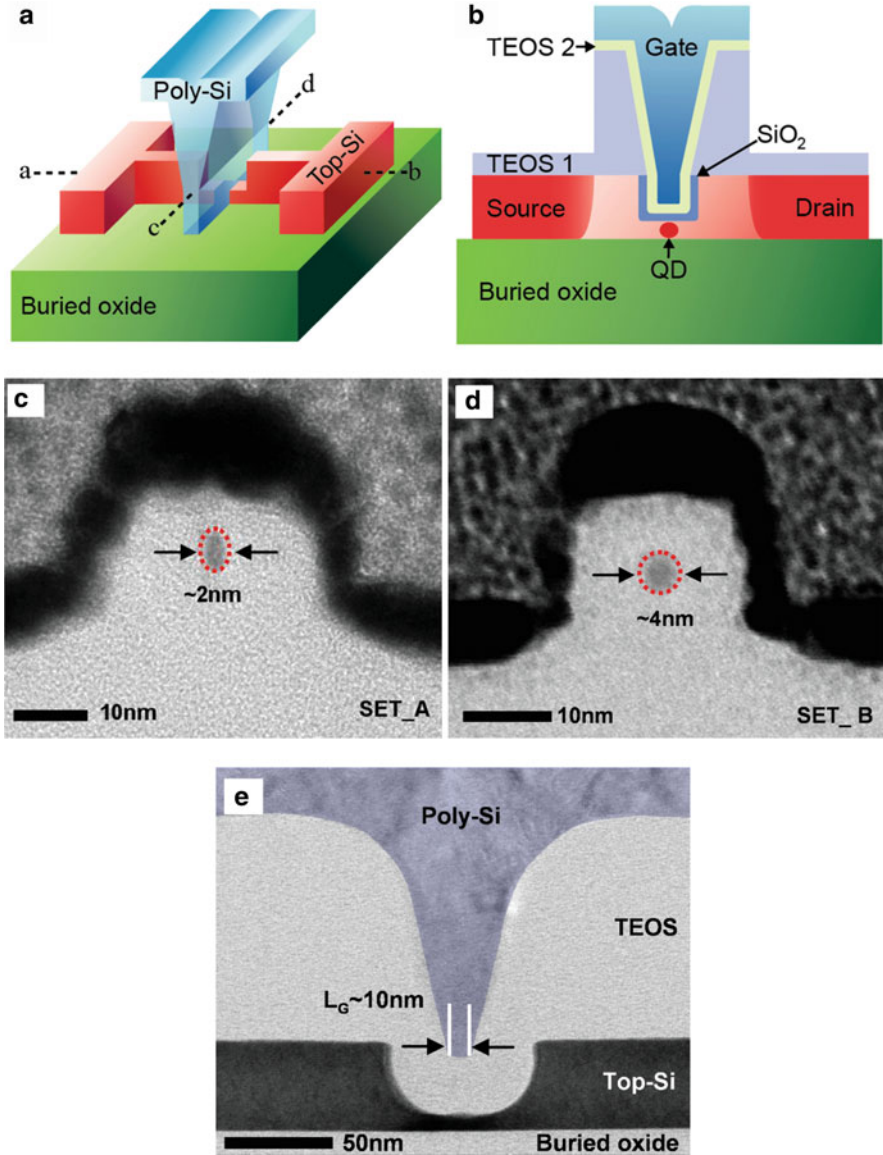 a
Poly-Si
d
a
Top-Si
b
c
Buried oxide
b
TEOS 2
Gate
SiO₂
TEOS 1
Source
Drain
QD
Buried oxide
c
~2nm
10nm
SET_A
d
~4nm
10nm
SET_ B
e
Poly-Si
TEOS
L_G~10nm
Top-Si
50nm
Buried oxide